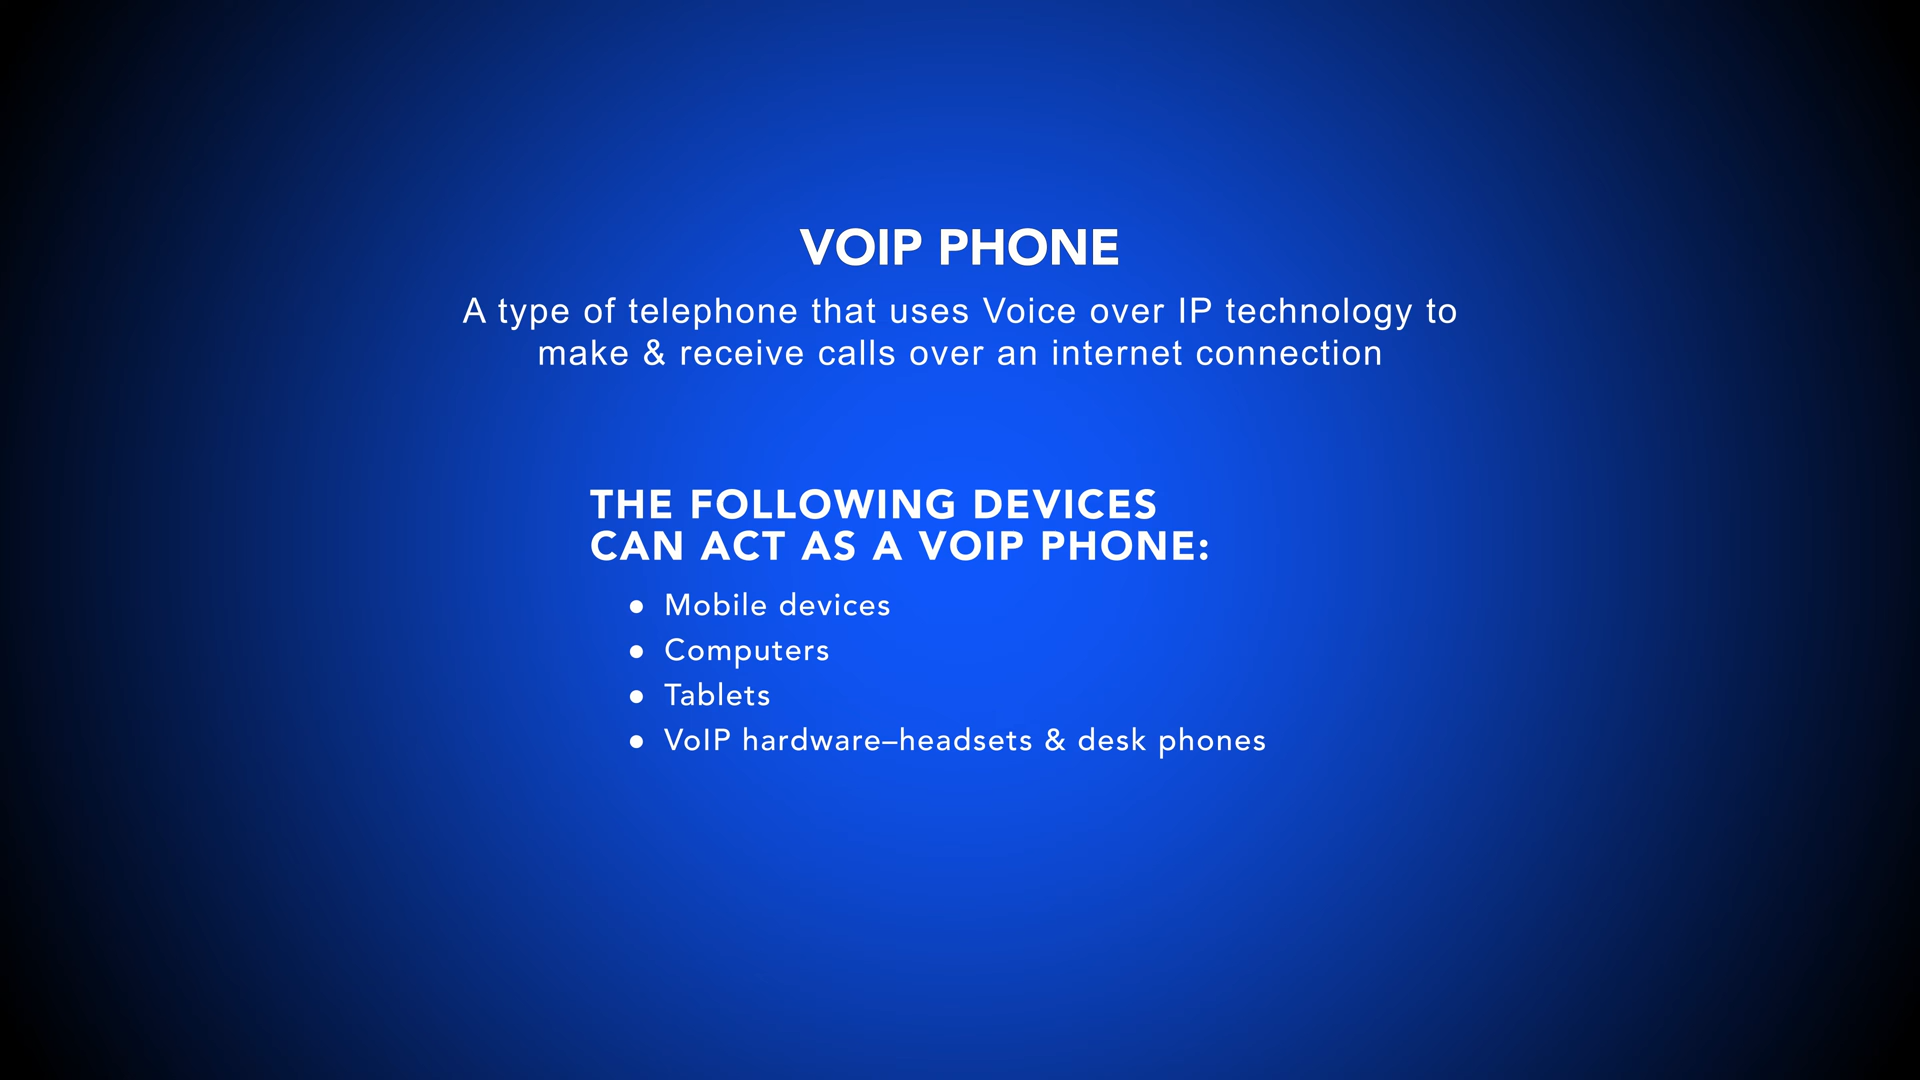 VOIP PHONE
A type of telephone that uses Voice over IP technology to
make & receive calls over an internet connection
THE FOLLOWING DEVICES
CAN ACT AS A VOIP PHONE:
● Mobile devices
● Computers
● Tablets
● VoIP hardware–headsets & desk phones